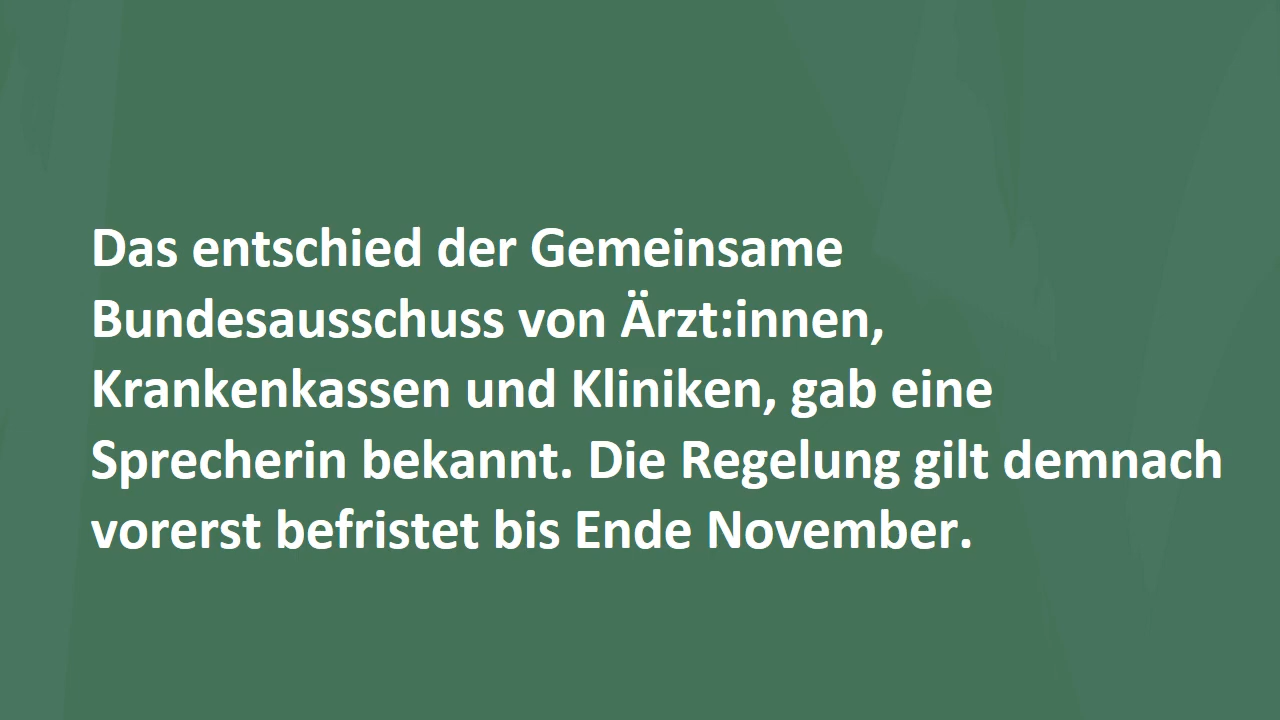 Das entschied der Gemeinsame
Bundesausschuss von Ärzt:innen,
Krankenkassen und Kliniken, gab eine
Sprecherin bekannt. Die Regelung gilt demnach
vorerst befristet bis Ende November.